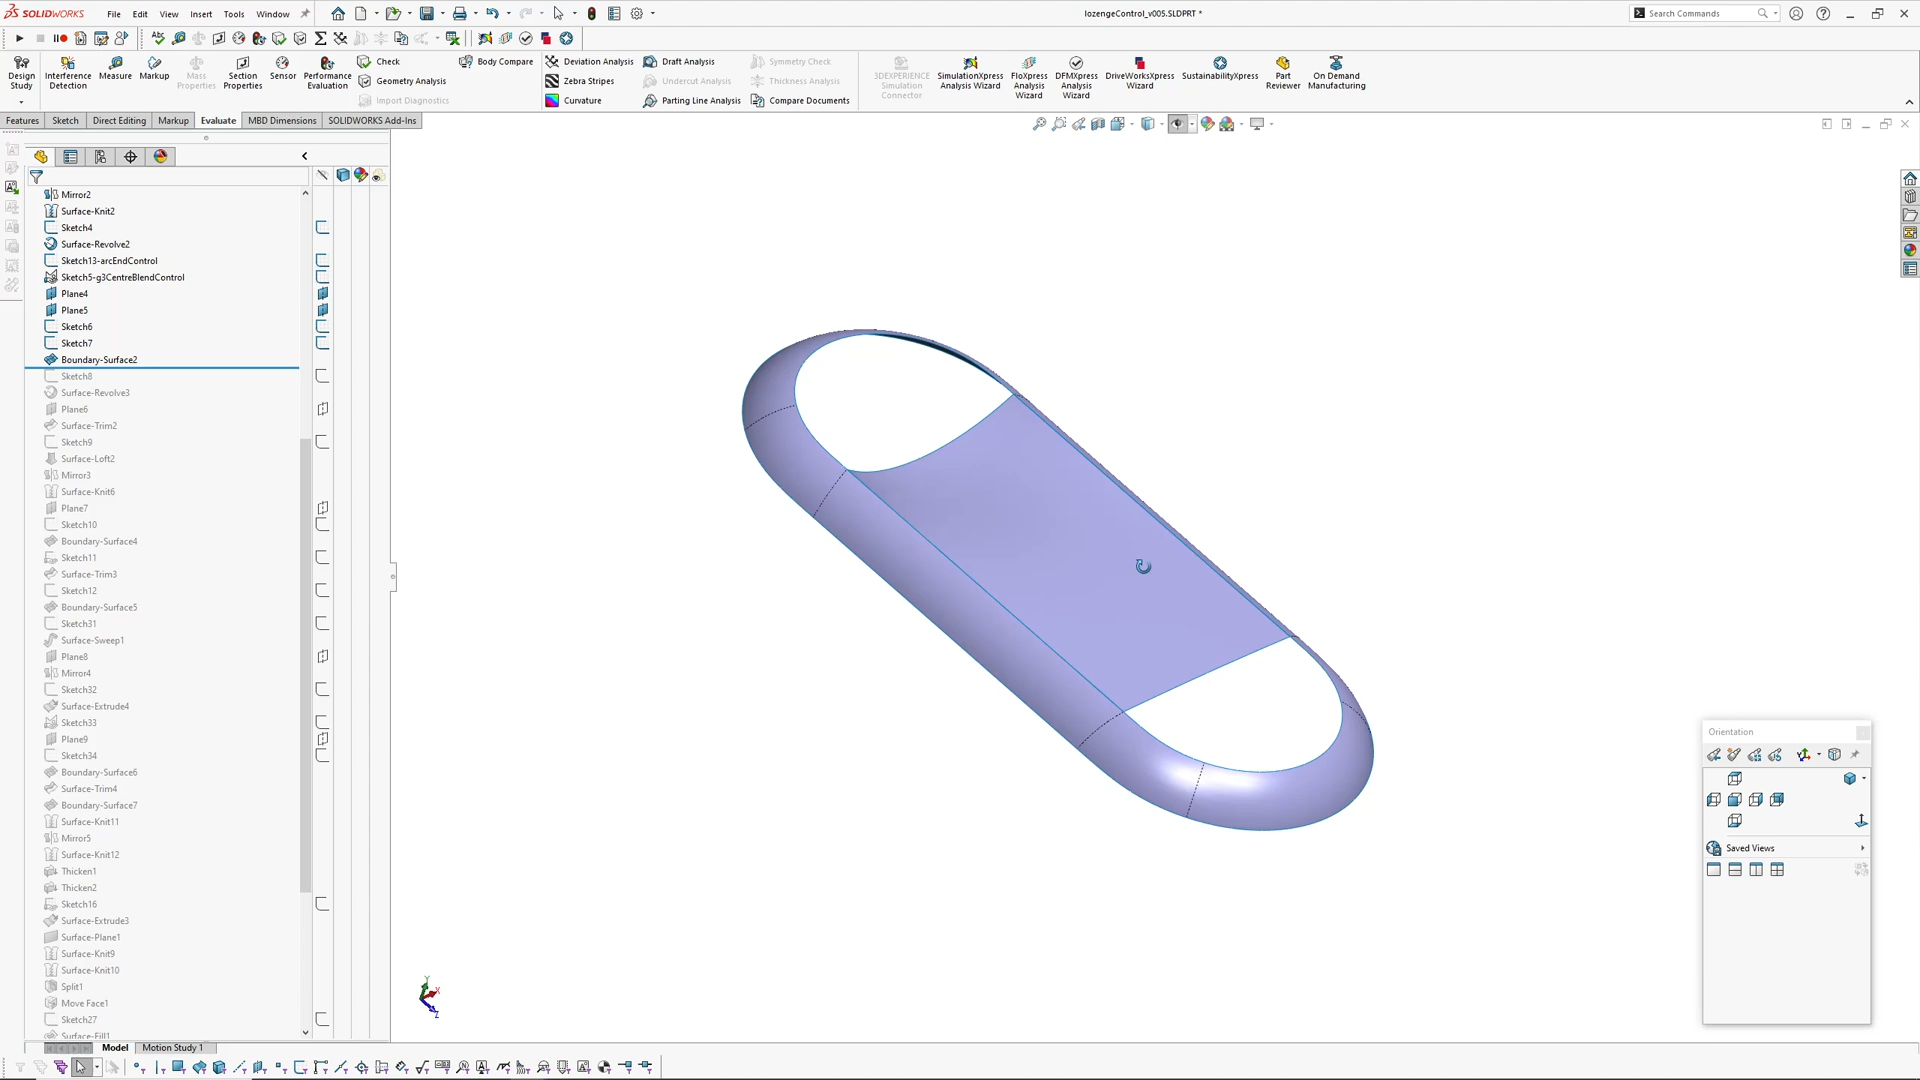 SOLIDWORKS File Edit View Insert Tools Window
lozengeControl_v005.SLDPRT *
Search Commands
Design Study
Interference Detection
Measure
Markup
Mass Properties
Section Properties
Sensor
Performance Evaluation
Check
Geometry Analysis
Import Diagnostics
Body Compare
Deviation Analysis
Zebra Stripes
Curvature
Draft Analysis
Undercut Analysis
Parting Line Analysis
Symmetry Check
Thickness Analysis
Compare Documents
3DEXPERIENCE Simulation Connector
SimulationXpress Analysis Wizard
FloXpress Analysis Wizard
DFMXpress Analysis Wizard
DriveWorksXpress Wizard
SustainabilityXpress
Part Reviewer
On Demand Manufacturing
Features Sketch Direct Editing Markup Evaluate MBD Dimensions SOLIDWORKS Add-Ins
Mirror2
Surface-Knit2
Sketch4
Surface-Revolve2
Sketch13-arcEndControl
Sketch5-g3CentreBlendControl
Plane4
Plane5
Sketch6
Sketch7
Boundary-Surface2
Sketch8
Surface-Revolve3
Plane6
Surface-Trim2
Sketch9
Surface-Loft2
Mirror3
Surface-Knit6
Plane7
Sketch10
Boundary-Surface4
Sketch11
Surface-Trim3
Sketch12
Boundary-Surface5
Sketch31
Surface-Sweep1
Plane8
Mirror4
Sketch32
Surface-Extrude4
Sketch33
Plane9
Sketch34
Boundary-Surface6
Surface-Trim4
Boundary-Surface7
Surface-Knit11
Mirror5
Surface-Knit12
Thicken1
Thicken2
Sketch16
Surface-Extrude3
Surface-Plane1
Surface-Knit9
Surface-Knit10
Split1
Move Face1
Sketch27
Surface-Fill1
Orientation
Saved Views
Y
X
Z
Model Motion Study 1